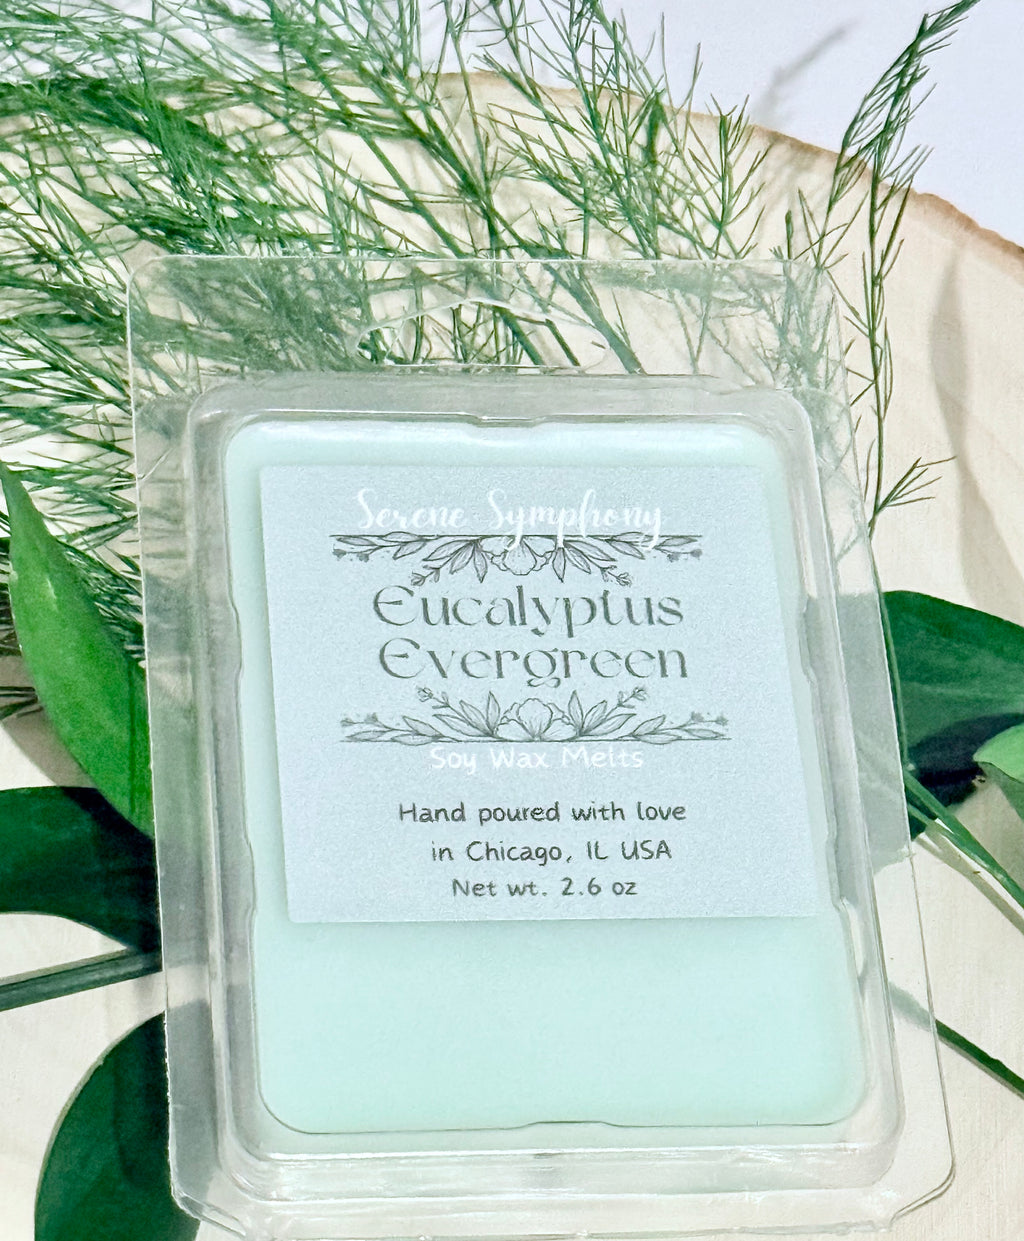 Serene Symphony
Eucalyptus
Evergreen
Soy Wax Melts
Hand poured with love
in Chicago, IL USA
Net wt. 2.6 oz